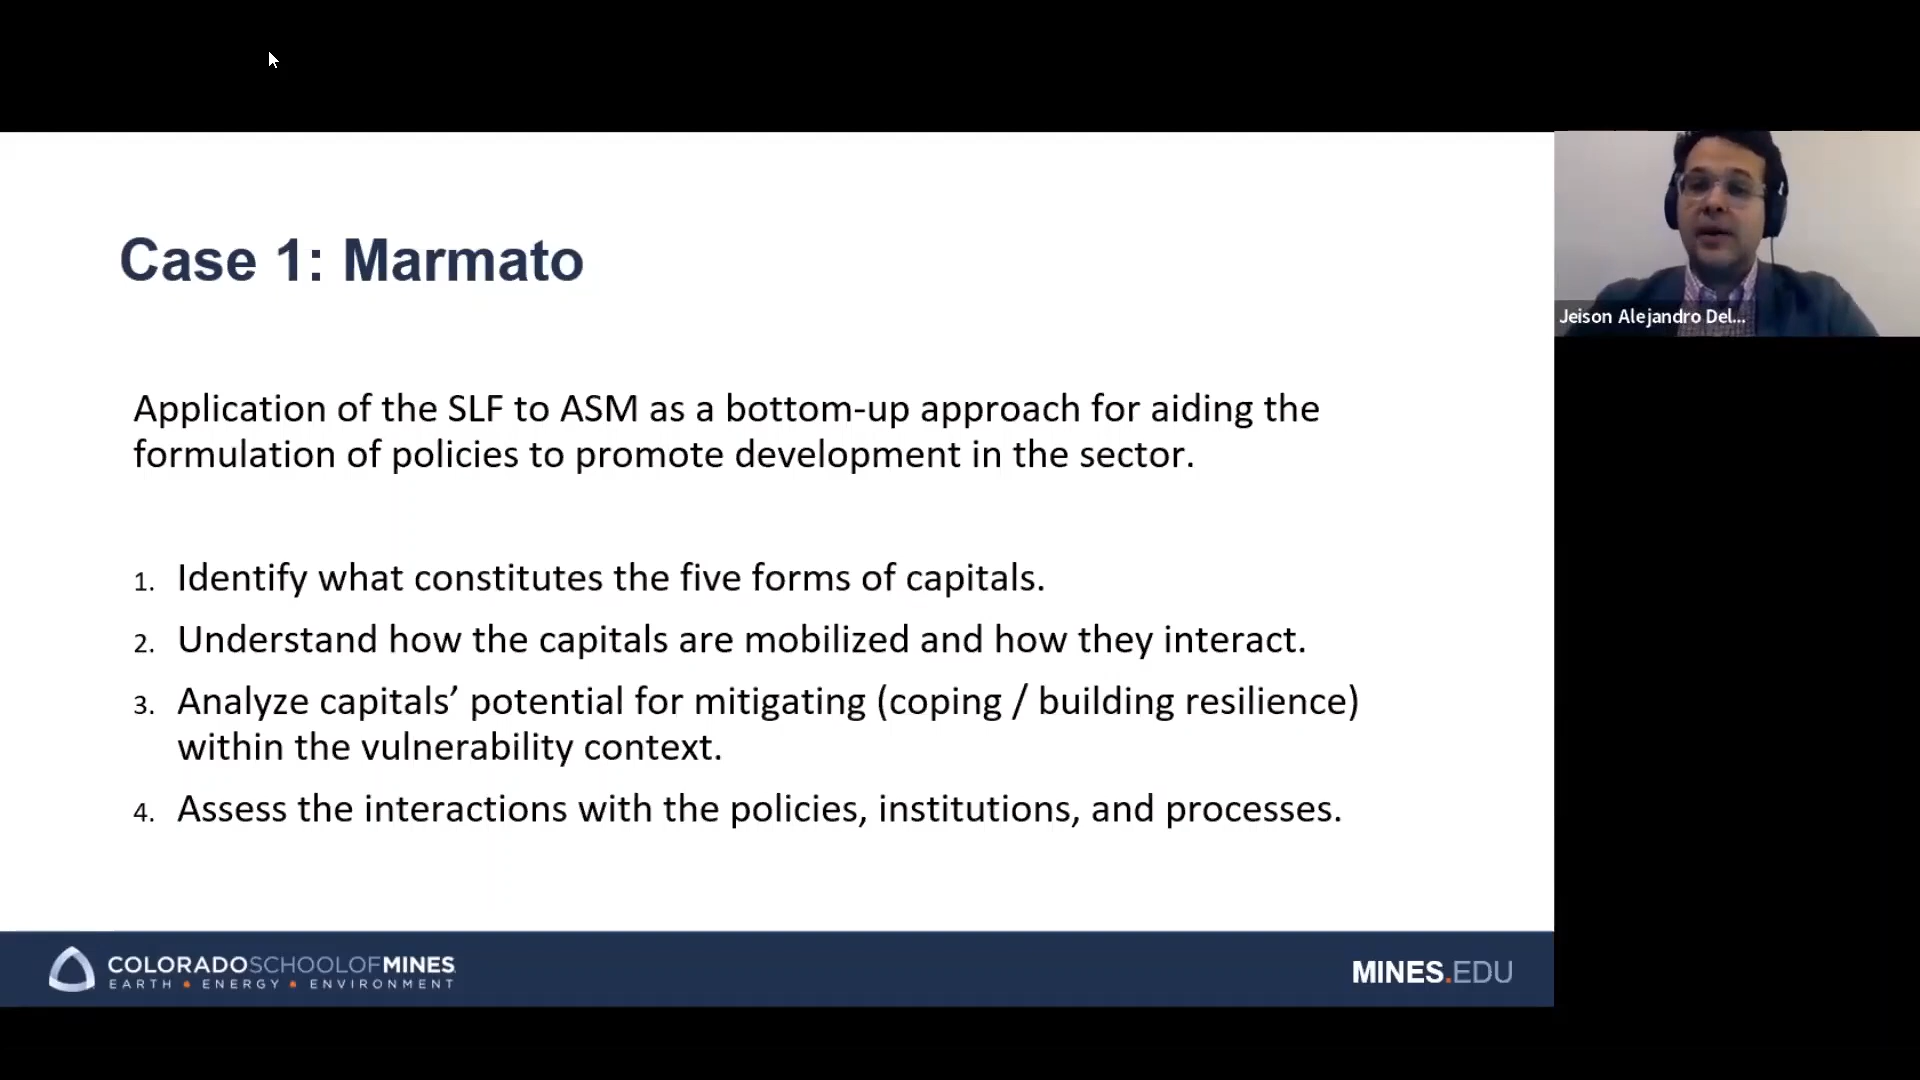 Case 1: Marmato
Jeison Alejandro Del...
Application of the SLF to ASM as a bottom-up approach for aiding the
formulation of policies to promote development in the sector.
1. Identify what constitutes the five forms of capitals.
2. Understand how the capitals are mobilized and how they interact.
3. Analyze capitals’ potential for mitigating (coping / building resilience)
within the vulnerability context.
4. Assess the interactions with the policies, institutions, and processes.
COLORADOSCHOOLOFMINES
EARTH • ENERGY • ENVIRONMENT
MINES.EDU